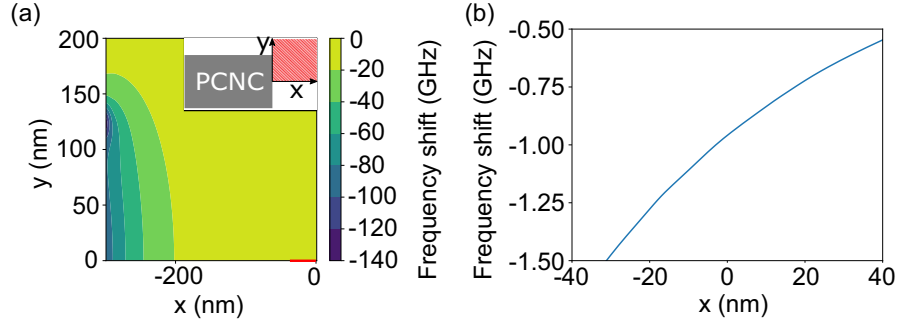 (a)
200
150
100
50
0
y (nm)
-200
0
x (nm)
PCNC
y
x
0
-20
-40
-60
-80
-100
-120
-140
Frequency shift (GHz)
(b)
-0.50
-0.75
-1.00
-1.25
-1.50
Frequency shift (GHz)
-40
-20
0
20
40
x (nm)